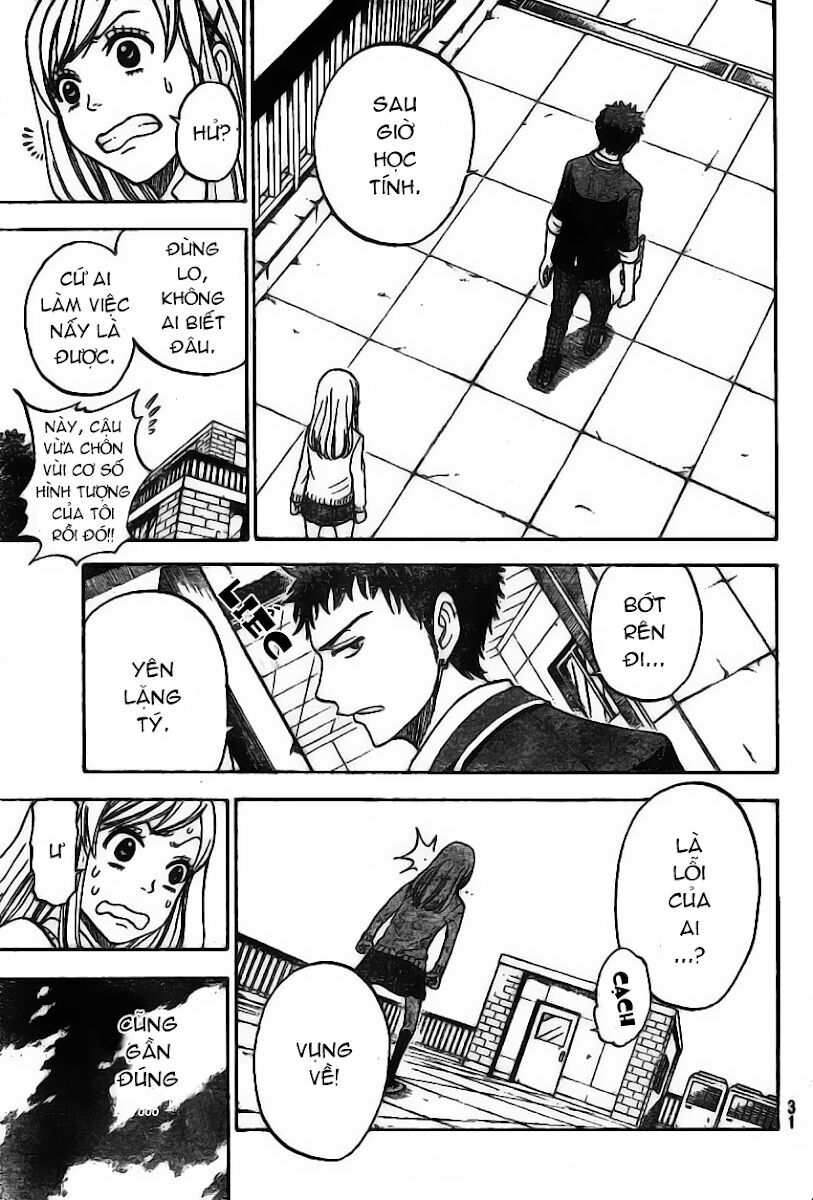 SAU
GIỜ
HỌC
TÍNH.
HỬ?
ĐỪNG
LO,
KHÔNG
AI BIẾT
ĐÂU.
CỨ AI
LÀM VIỆC
NẤY LÀ
ĐƯỢC.
NÀY, CẬU
VỪA CHÔN
VÙI CƠ SỐ
HÌNH TƯỢNG
CỦA TÔI
RỒI ĐÓ!!
BỚT
RÊN
ĐI...
LIẾC
YÊN
LẶNG
TÝ.
LÀ
LỖI
CỦA
AI
...?
CẠCH
VỤNG
VỀ!
Ư
CŨNG
GẦN
ĐÚNG
...
31